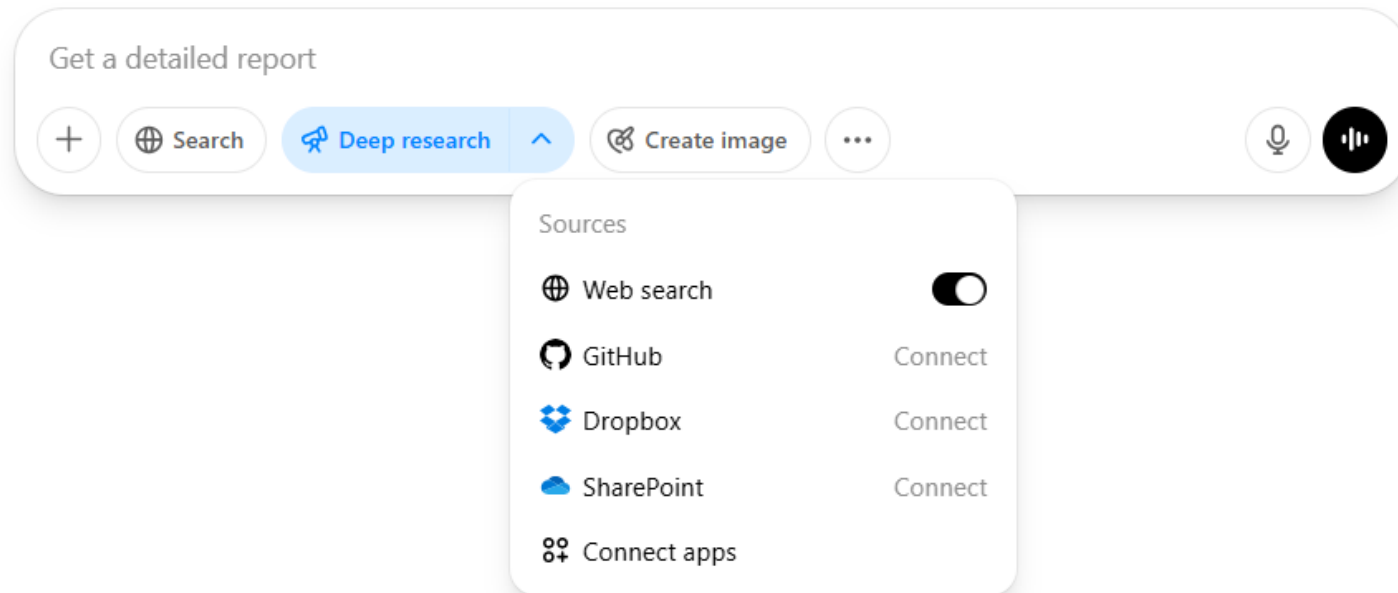 Get a detailed report
Search Deep research Create image
Sources
Web search
GitHub Connect
Dropbox Connect
SharePoint Connect
Connect apps